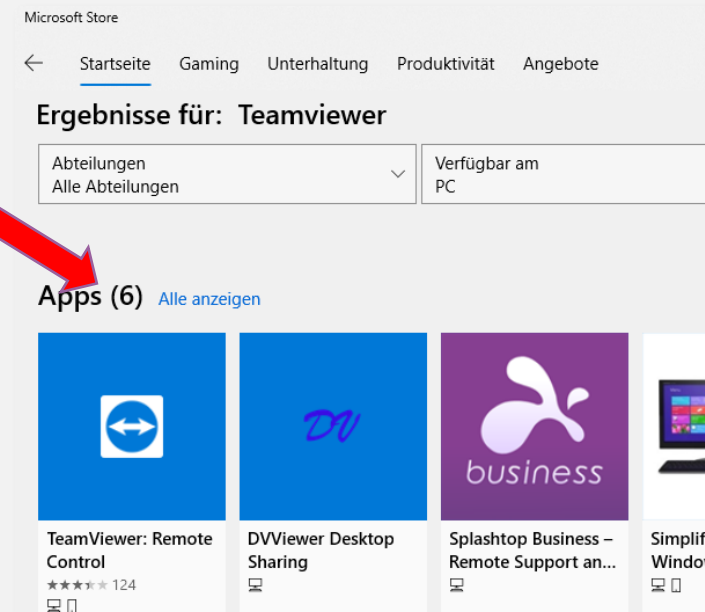 Microsoft Store
Startseite Gaming Unterhaltung Produktivität Angebote
Ergebnisse für: Teamviewer
Abteilungen
Alle Abteilungen
Verfügbar am
PC
Apps (6) Alle anzeigen
DV
business
TeamViewer: Remote
Control
124
DVViewer Desktop
Sharing
Splashtop Business –
Remote Support an...